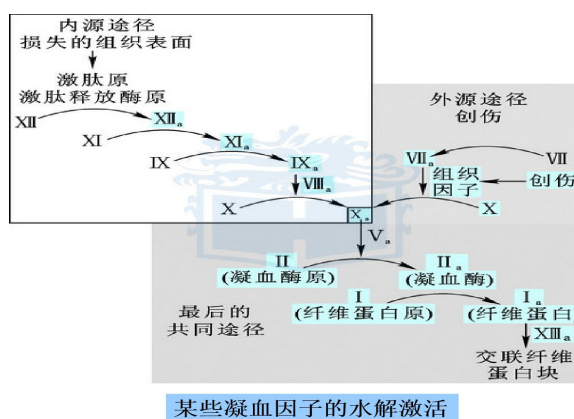 内源途径
损失的组织表面
激肽原
激肽释放酶原
XII
XIIₐ
XI
XIₐ
IX
IXₐ
VIIIₐ
X
Xₐ
外源途径
创伤
VIIₐ
VII
组织
因子
创伤
X
Vₐ
II
(凝血酶原)
IIₐ
(凝血酶)
I
(纤维蛋白原)
Iₐ
(纤维蛋白)
XIIIₐ
最后的
共同途径
交联纤维
蛋白块
某些凝血因子的水解激活